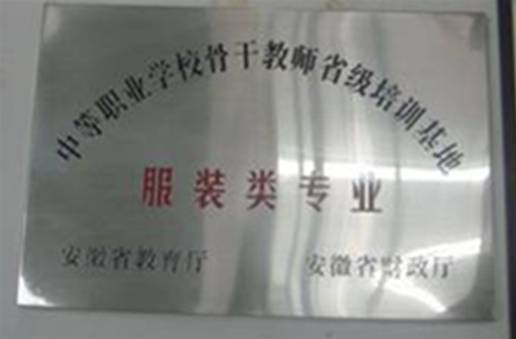 中等职业学校骨干教师省级培训基地
服装类专业
安徽省教育厅 安徽省财政厅